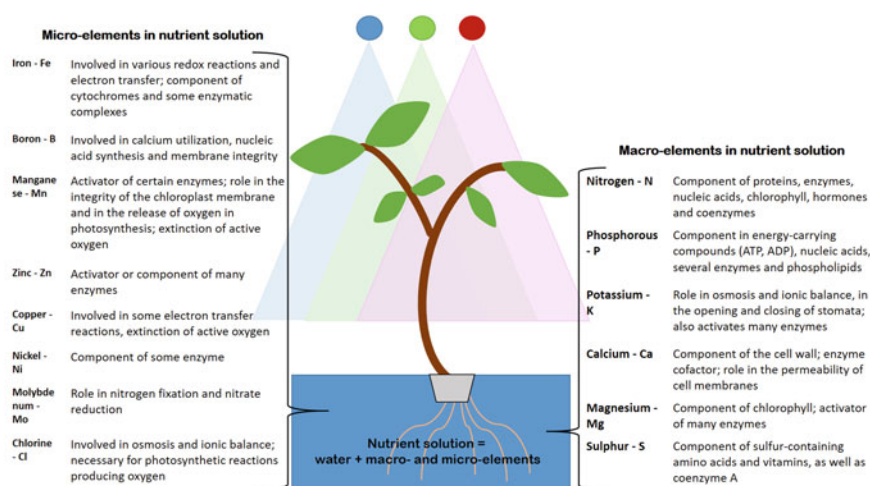 Micro-elements in nutrient solution
Iron - Fe
Involved in various redox reactions and
electron transfer; component of
cytochromes and some enzymatic
complexes
Boron - B
Involved in calcium utilization, nucleic
acid synthesis and membrane integrity
Mangane
se - Mn
Activator of certain enzymes; role in the
integrity of the chloroplast membrane
and in the release of oxygen in
photosynthesis; extinction of active
oxygen
Zinc - Zn
Activator or component of many
enzymes
Copper -
Cu
Involved in some electron transfer
reactions, extinction of active oxygen
Nickel -
Ni
Component of some enzyme
Molybde
num -
Mo
Role in nitrogen fixation and nitrate
reduction
Chlorine
- Cl
Involved in osmosis and ionic balance;
necessary for photosynthetic reactions
producing oxygen
Nutrient solution =
water + macro- and micro-elements
Macro-elements in nutrient solution
Nitrogen - N
Component of proteins, enzymes,
nucleic acids, chlorophyll, hormones
and coenzymes
Phosphorous
- P
Component in energy-carrying
compounds (ATP, ADP), nucleic acids,
several enzymes and phospholipids
Potassium -
K
Role in osmosis and ionic balance, in
the opening and closing of stomata;
also activates many enzymes
Calcium - Ca
Component of the cell wall; enzyme
cofactor; role in the permeability of
cell membranes
Magnesium -
Mg
Component of chlorophyll; activator
of many enzymes
Sulphur - S
Component of sulfur-containing
amino acids and vitamins, as well as
coenzyme A